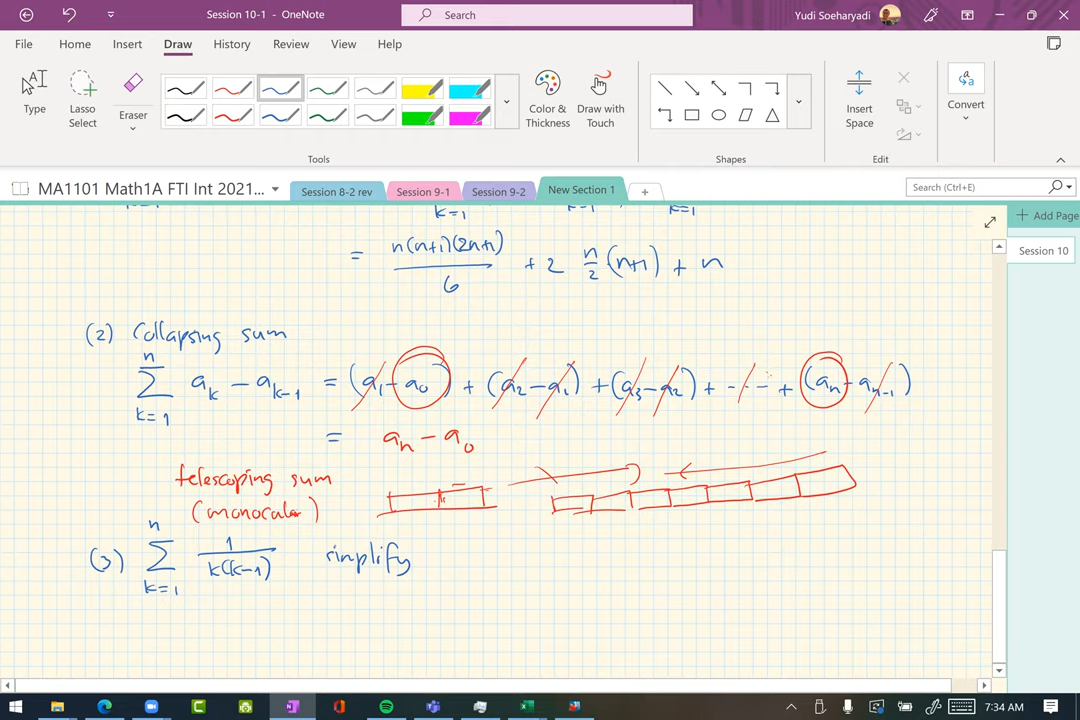 Session 10-1 - OneNote
Search
Yudi Soeharyadi
File Home Insert Draw History Review View Help
Type
Lasso Select
Eraser
Color & Thickness
Draw with Touch
Insert Space
Convert
Tools
Shapes
Edit
MA1101 Math1A FTI Int 2021...
Session 8-2 rev
Session 9-1
Session 9-2
New Section 1
+
Search (Ctrl+E)
Add Page
Session 10
k=1
= n(n+1)(2n+1)/6 + 2 n/2 (n+1) + n
(2) Collapsing sum
∑_{k=1}^{n} a_k - a_{k-1} = (a_1 - a_0) + (a_2 - a_1) + (a_3 - a_2) + ---- + (a_n - a_{n-1})
= a_n - a_0
telescoping sum
(monocular)
(3) ∑_{k=1}^{n} 1/(k(k-1)) simplify
7:34 AM